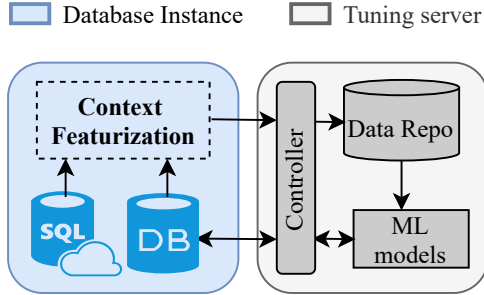 Database Instance
Tuning server
Context
Featurization
Controller
Data Repo
SQL
DB
ML
models